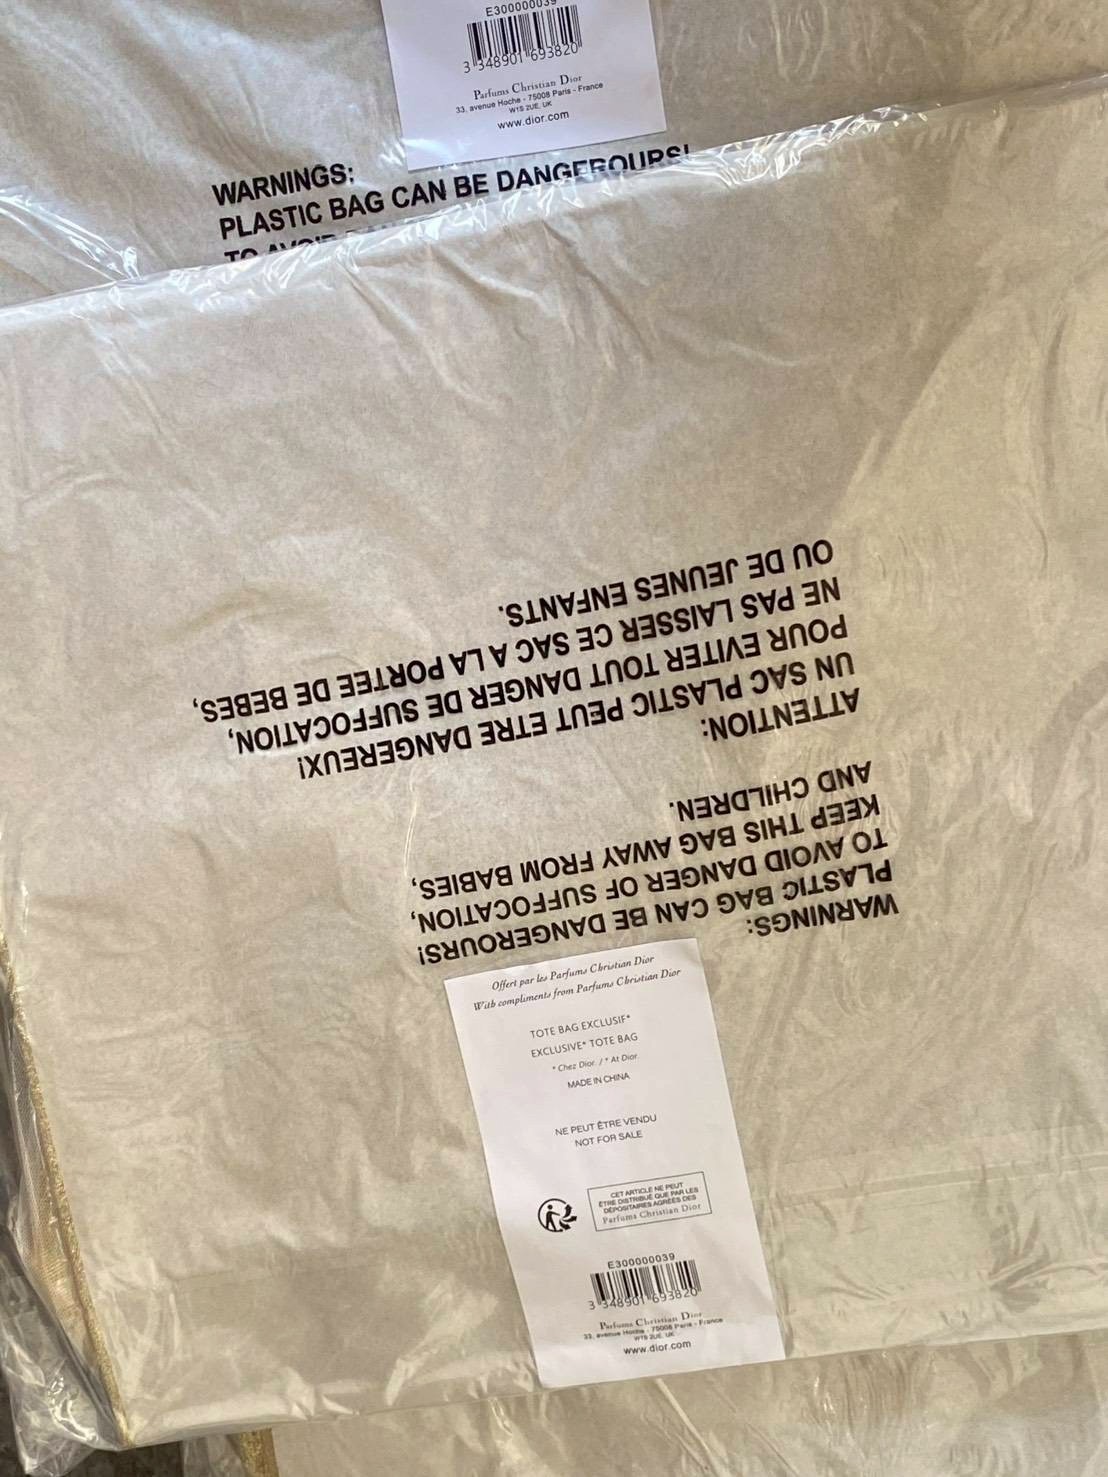 E300000039
3 348901 693820
Parfums Christian Dior
33, avenue Hoche - 75008 Paris - France
W1S 2UE, UK
www.dior.com
WARNINGS:
PLASTIC BAG CAN BE DANGEROURS!
TO AVOID
WARNINGS:
PLASTIC BAG CAN BE DANGEROURS!
TO AVOID DANGER OF SUFFOCATION,
KEEP THIS BAG AWAY FROM BABIES,
AND CHILDREN.
ATTENTION:
UN SAC PLASTIC PEUT ETRE DANGEREUX!
POUR EVITER TOUT DANGER DE SUFFOCATION,
NE PAS LAISSER CE SAC A LA PORTEE DE BEBES,
OU DE JEUNES ENFANTS.
Offert par les Parfums Christian Dior
With compliments from Parfums Christian Dior
TOTE BAG EXCLUSIF*
EXCLUSIVE* TOTE BAG
* Chez Dior. / * At Dior.
MADE IN CHINA
NE PEUT ÊTRE VENDU
NOT FOR SALE
CET ARTICLE NE PEUT
ÊTRE DISTRIBUÉ QUE PAR LES
DÉPOSITAIRES AGRÉÉS DES
Parfums Christian Dior
E300000039
3 348901 693820
Parfums Christian Dior
33, avenue Hoche - 75008 Paris - France
W1S 2UE, UK
www.dior.com